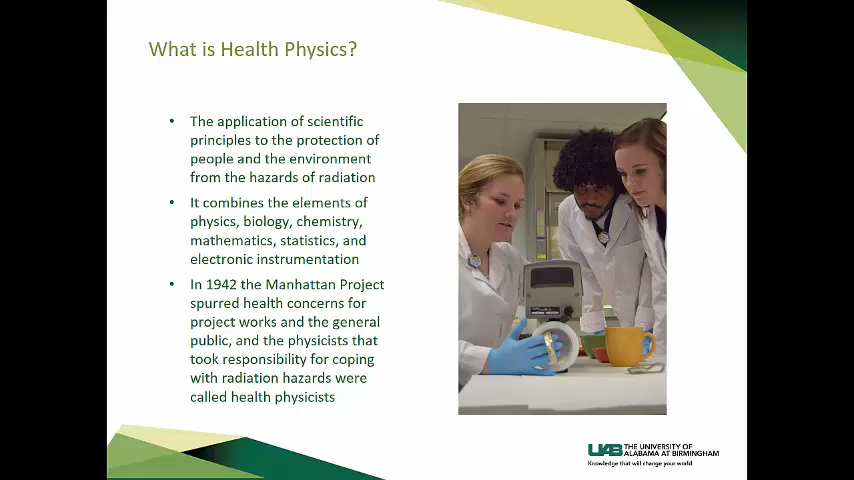 What is Health Physics?
• The application of scientific
principles to the protection of
people and the environment
from the hazards of radiation
• It combines the elements of
physics, biology, chemistry,
mathematics, statistics, and
electronic instrumentation
• In 1942 the Manhattan Project
spurred health concerns for
project works and the general
public, and the physicists that
took responsibility for coping
with radiation hazards were
called health physicists
UAB THE UNIVERSITY OF
ALABAMA AT BIRMINGHAM
Knowledge that will change your world